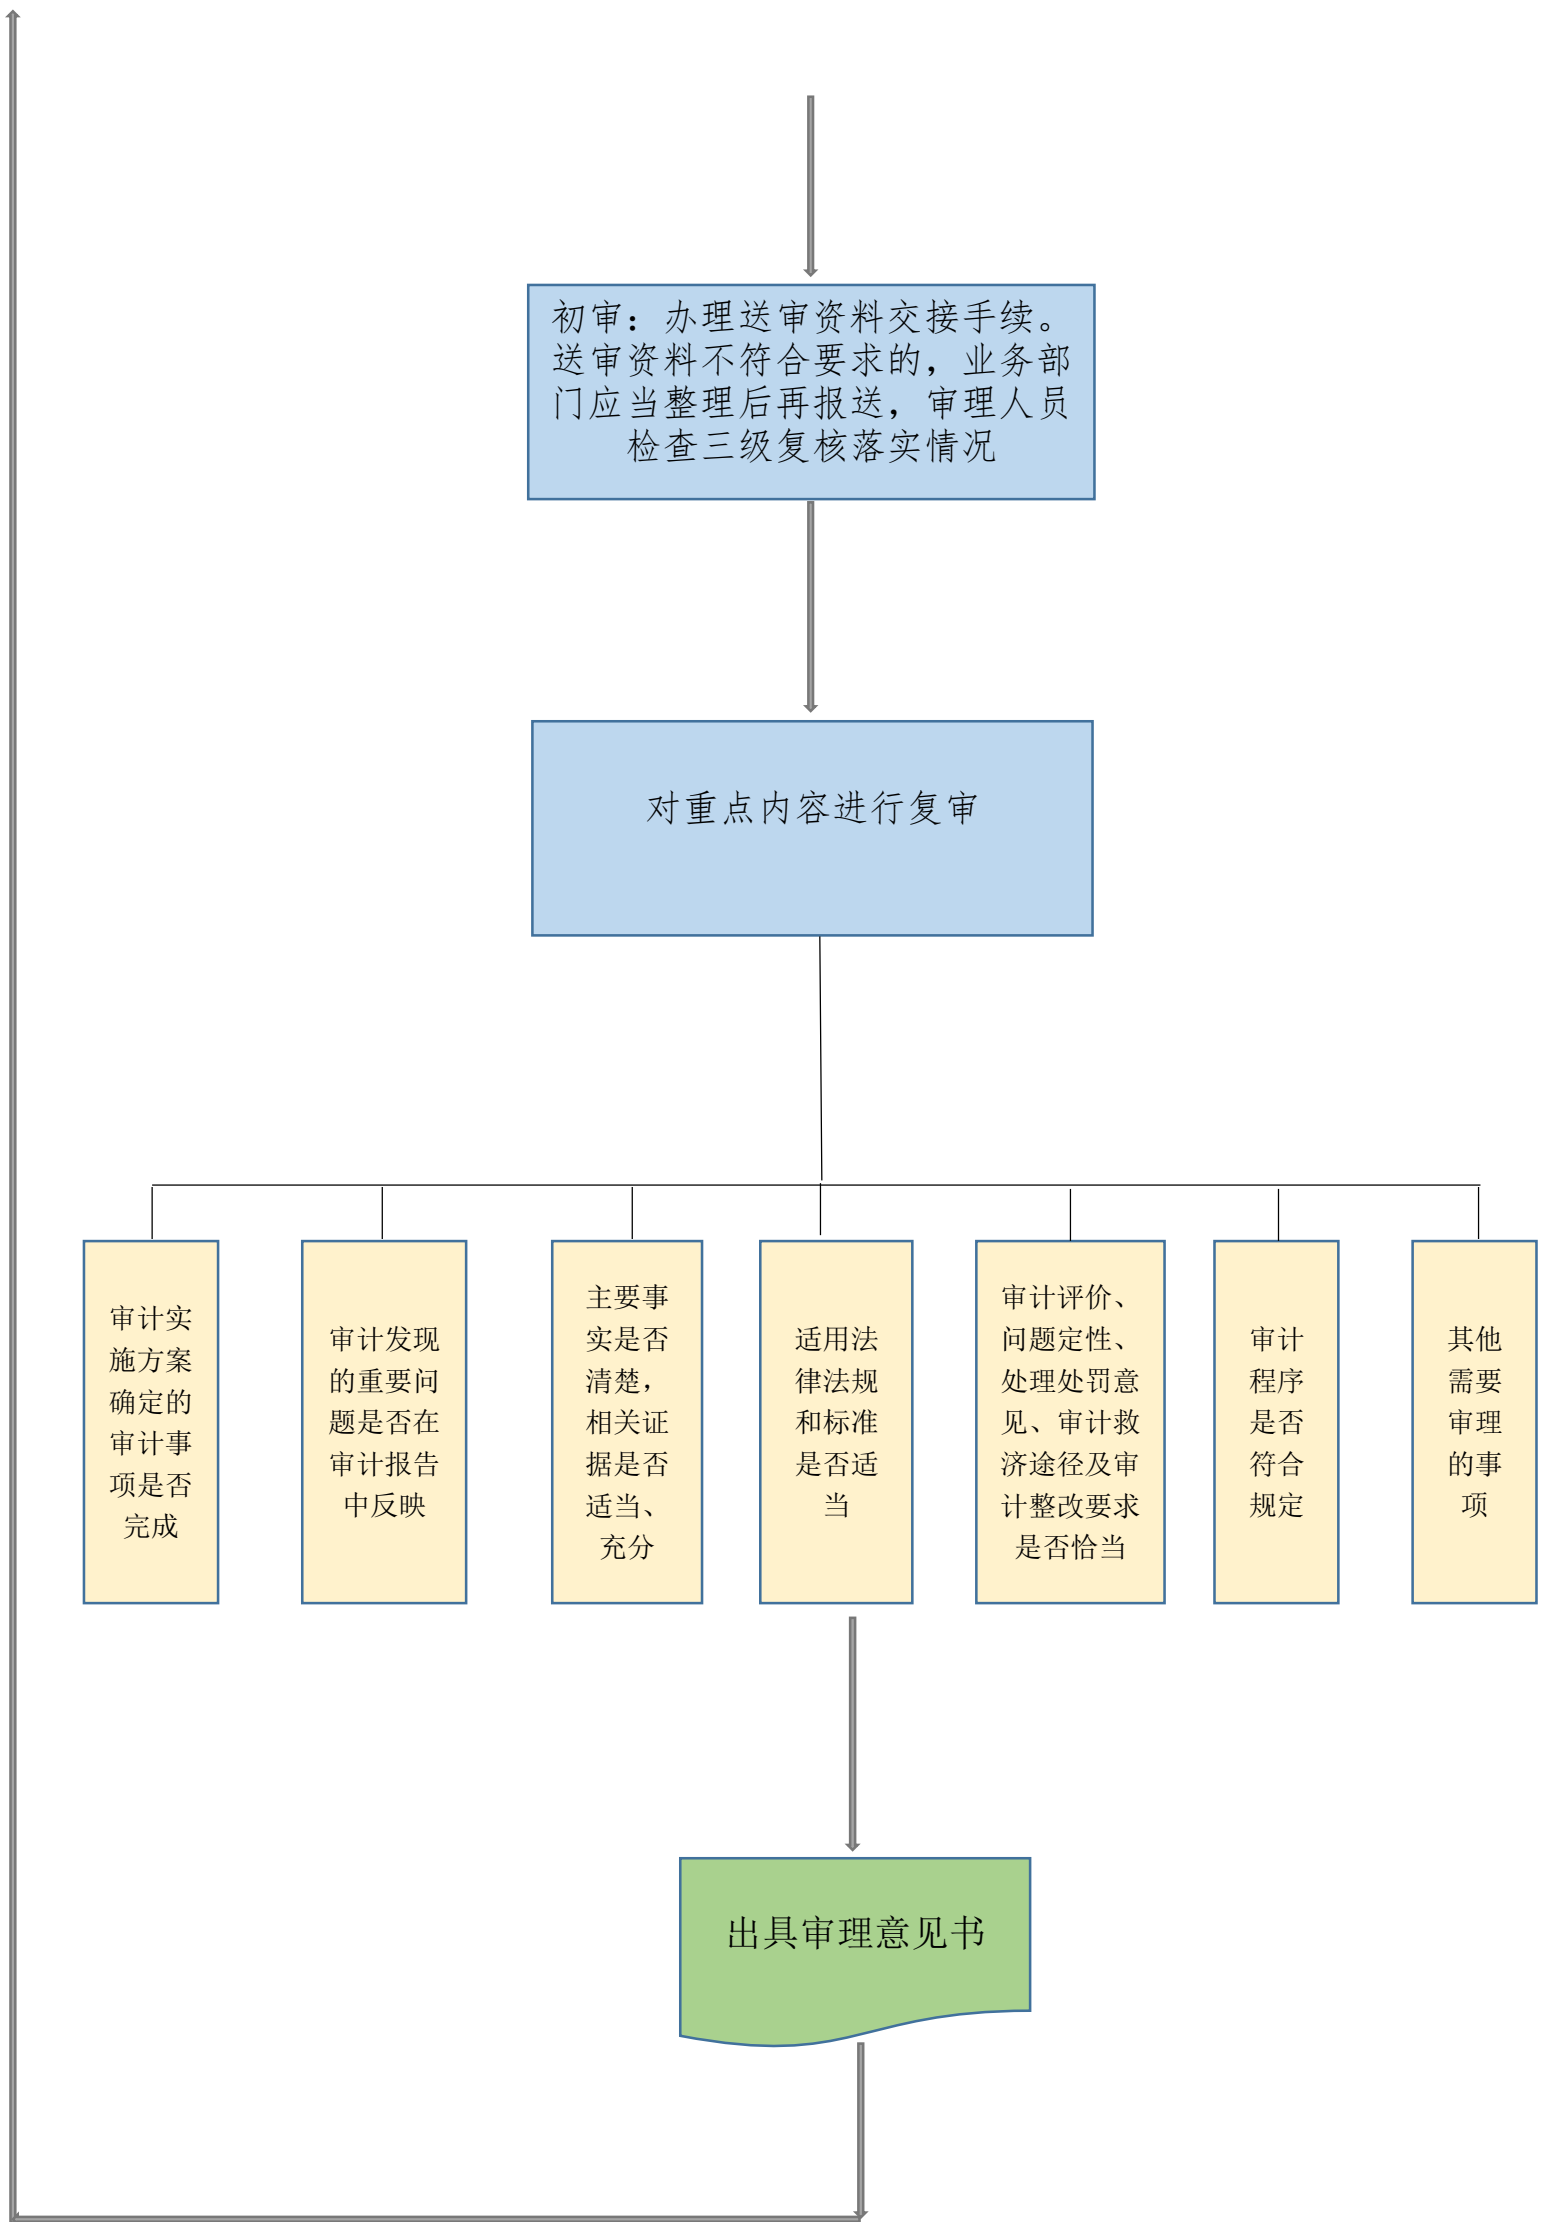 初审：办理送审资料交接手续。
送审资料不符合要求的，业务部
门应当整理后再报送，审理人员
检查三级复核落实情况
对重点内容进行复审
审计实
施方案
确定的
审计事
项是否
完成
审计发现
的重要问
题是否在
审计报告
中反映
主要事
实是否
清楚，
相关证
据是否
适当、
充分
适用法
律法规
和标准
是否适
当
审计评价、
问题定性、
处理处罚意
见、审计救
济途径及审
计整改要求
是否恰当
审计
程序
是否
符合
规定
其他
需要
审理
的事
项
出具审理意见书